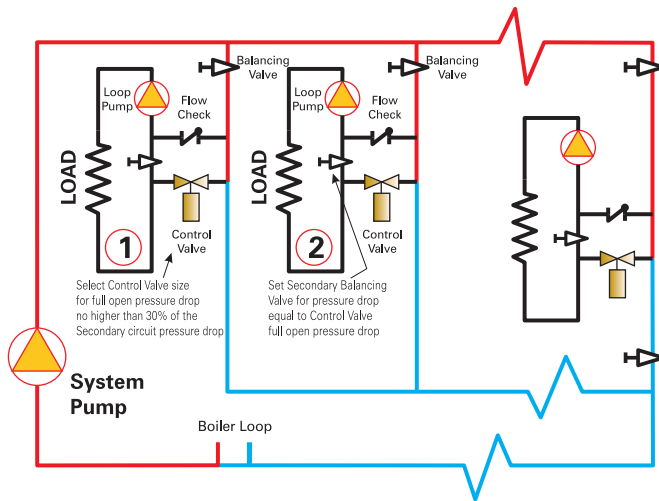 Balancing
Valve
Balancing
Valve
Balancing
Valve
Loop
Pump
Flow
Check
LOAD
1
Control
Valve
Loop
Pump
Flow
Check
LOAD
2
Control
Valve
Select Control Valve size
for full open pressure drop
no higher than 30% of the
Secondary circuit pressure drop
Set Secondary Balancing
Valve for pressure drop
equal to Control Valve
full open pressure drop
System
Pump
Boiler Loop